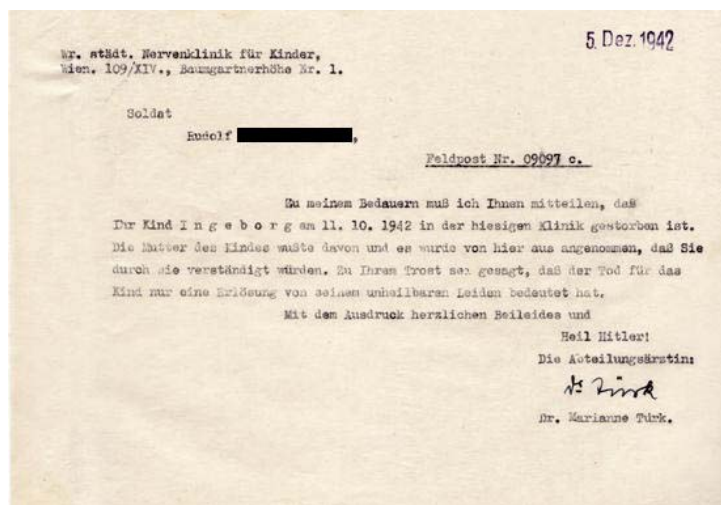 5. Dez. 1942
Wr. städt. Nervenklinik für Kinder,
Wien. 109/XIV., Baumgartnerhöhe Nr. 1.
Soldat
Rudolf ,
Feldpost Nr. 09097 c.
Zu meinem Bedauern muß ich Ihnen mitteilen, daß
Ihr Kind I n g e b o r g am 11. 10. 1942 in der hiesigen Klinik gestorben ist.
Die Mutter des Kindes wußte davon und es wurde von hier aus angenommen, daß Sie
durch sie verständigt würden. Zu Ihrem Trost sei gesagt, daß der Tod für das
Kind nur eine Erlösung von seinem unheilbaren Leiden bedeutet hat.
Mit dem Ausdruck herzlichen Beileides und
Heil Hitler!
Die Abteilungsärztin:
Dr Türk
Dr. Marianne Türk.